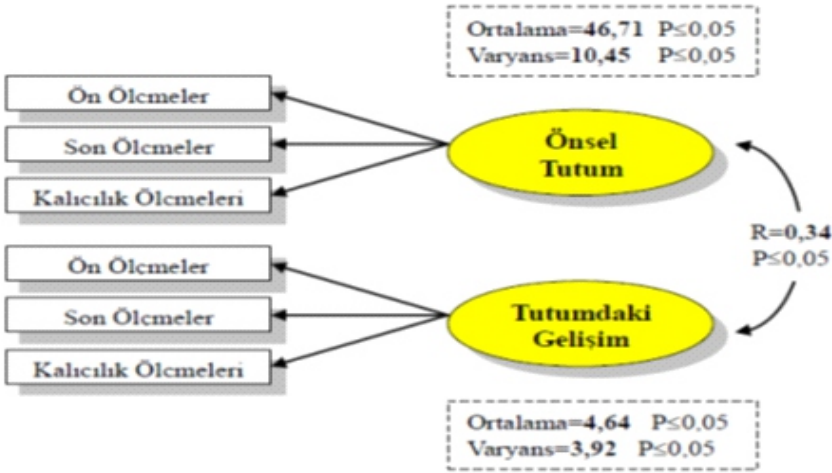 Ortalama=46,71 P≤0,05
Varyans=10,45 P≤0,05
Ön Ölçmeler
Son Ölçmeler
Kalıcılık Ölçmeleri
Önsel
Tutum
R=0,34
P≤0,05
Ön Ölçmeler
Son Ölçmeler
Kalıcılık Ölçmeleri
Tutumdaki
Gelişim
Ortalama=4,64 P≤0,05
Varyans=3,92 P≤0,05